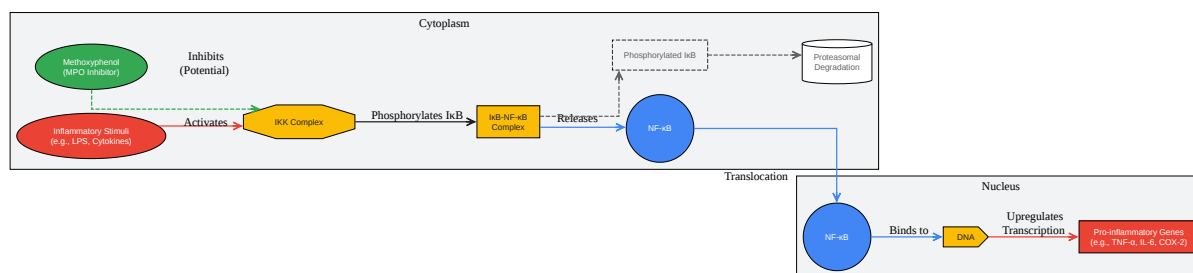 Cytoplasm
Methoxyphenol
(MPO Inhibitor)
Inhibits
(Potential)
Phosphorylated IκB
Proteasomal
Degradation
Inflammatory Stimuli
(e.g., LPS, Cytokines)
Activates
IKK Complex
Phosphorylates IκB
IκB-NF-κB
Complex
Releases
NF-κB
Translocation
Nucleus
NF-κB
Binds to
DNA
Upregulates
Transcription
Pro-inflammatory Genes
(e.g., TNF-α, IL-6, COX-2)